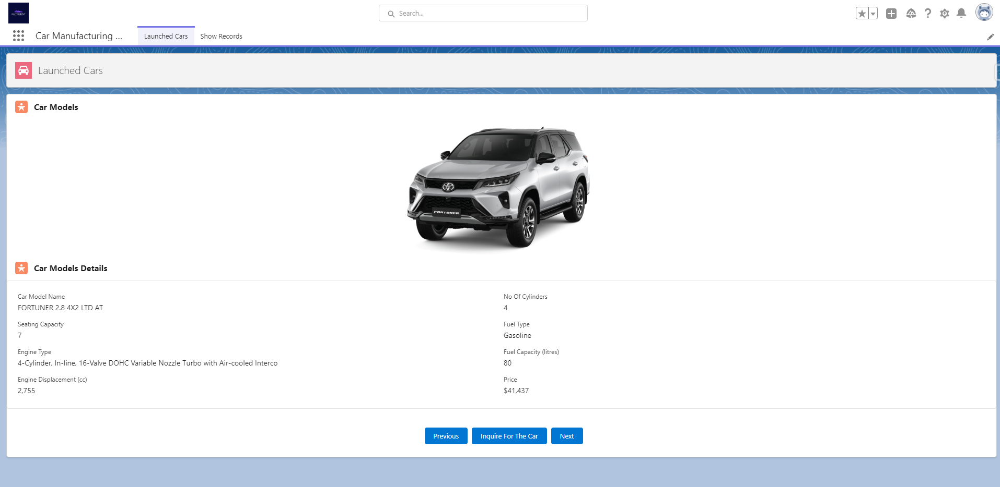 AUTORENT
Search...
Car Manufacturing ...
Launched Cars
Show Records
Launched Cars
Car Models
FORTUNER
Car Models Details
Car Model Name
FORTUNER 2.8 4X2 LTD AT
No Of Cylinders
4
Seating Capacity
7
Fuel Type
Gasoline
Engine Type
4-Cylinder, In-line, 16-Valve DOHC Variable Nozzle Turbo with Air-cooled Interco
Fuel Capacity (litres)
80
Engine Displacement (cc)
2,755
Price
$41,437
Previous
Inquire For The Car
Next